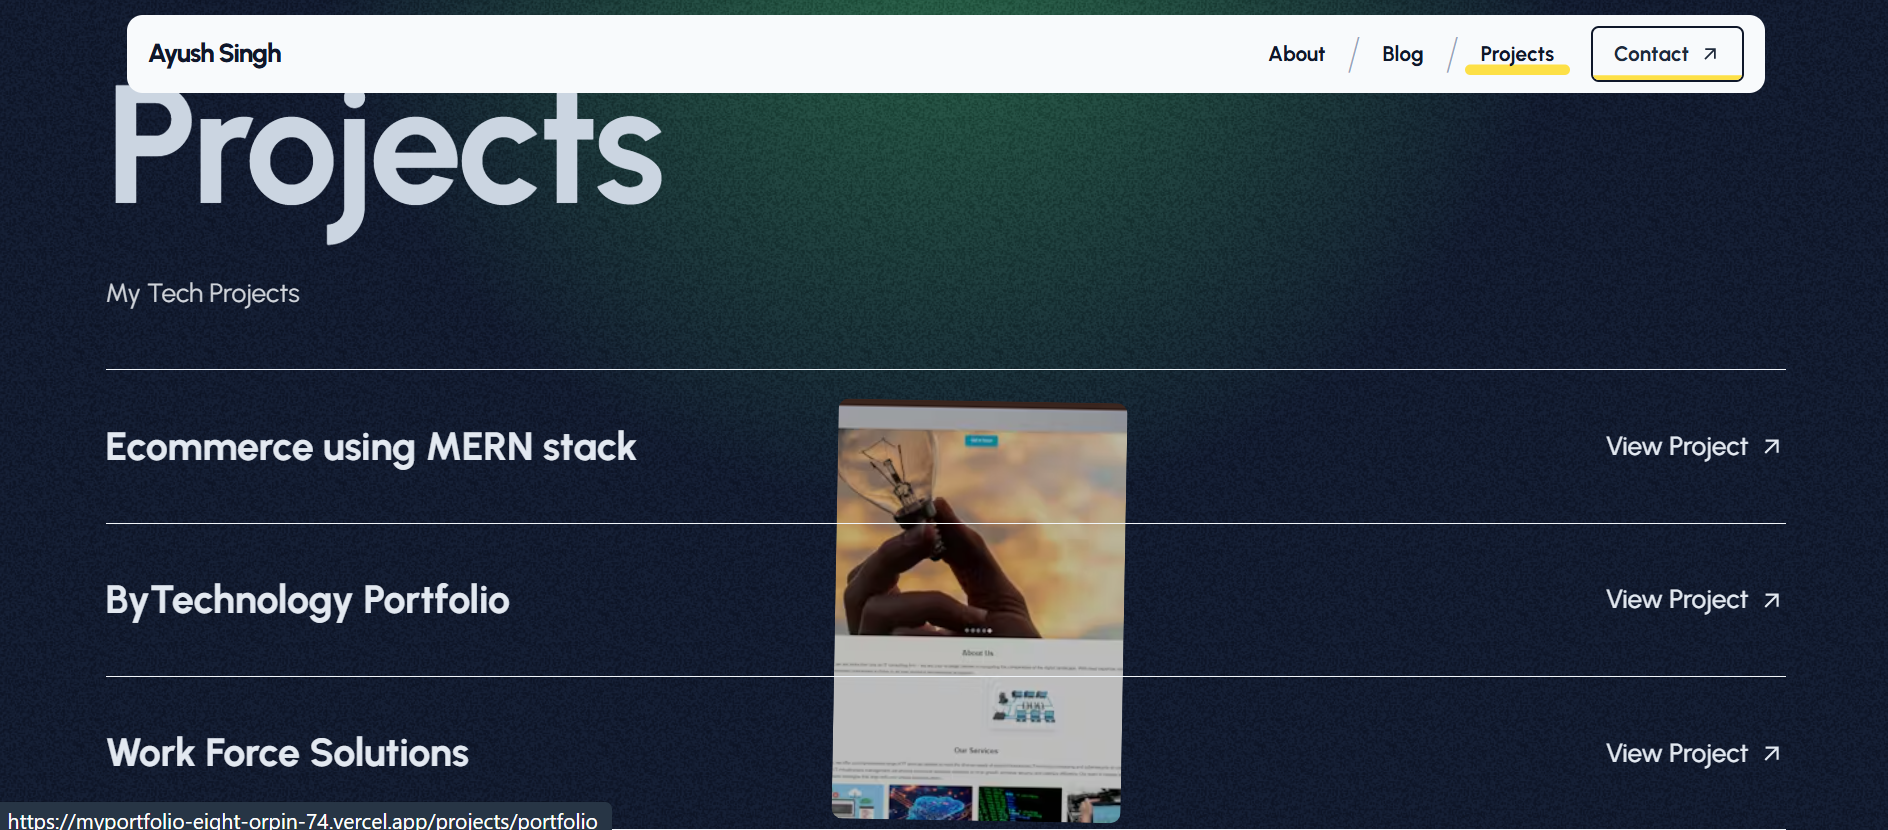 Ayush Singh
About
Blog
Projects
Contact
Projects
My Tech Projects
Ecommerce using MERN stack
View Project
ByTechnology Portfolio
View Project
About Us
Our Services
Work Force Solutions
View Project
https://myportfolio-eight-orpin-74.vercel.app/projects/portfolio